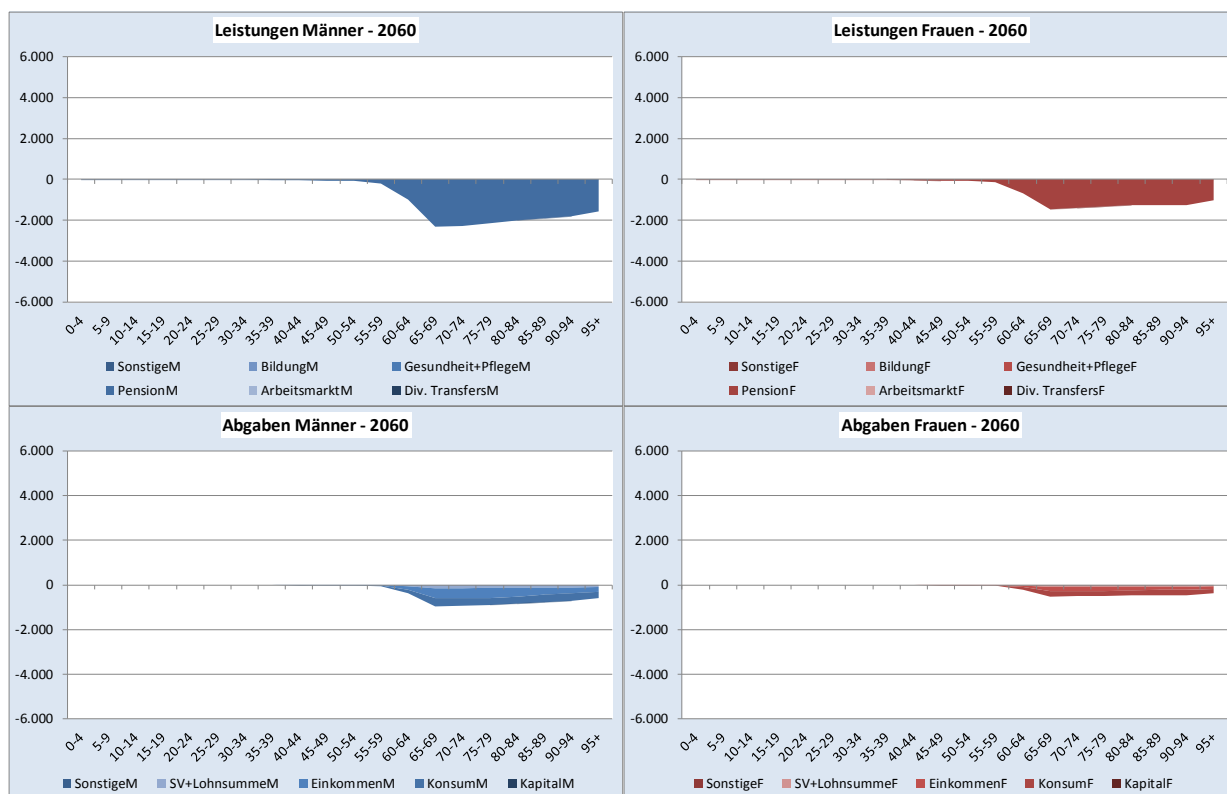 Leistungen Männer - 2060
6.000
4.000
2.000
0
-2.000
-4.000
-6.000
0-4 5-9 10-14 15-19 20-24 25-29 30-34 35-39 40-44 45-49 50-54 55-59 60-64 65-69 70-74 75-79 80-84 85-89 90-94 95+
SonstigeM BildungM Gesundheit+PflegeM
PensionM ArbeitsmarktM Div. TransfersM
Leistungen Frauen - 2060
6.000
4.000
2.000
0
-2.000
-4.000
-6.000
0-4 5-9 10-14 15-19 20-24 25-29 30-34 35-39 40-44 45-49 50-54 55-59 60-64 65-69 70-74 75-79 80-84 85-89 90-94 95+
SonstigeF BildungF Gesundheit+PflegeF
PensionF ArbeitsmarktF Div. TransfersF
Abgaben Männer - 2060
6.000
4.000
2.000
0
-2.000
-4.000
-6.000
0-4 5-9 10-14 15-19 20-24 25-29 30-34 35-39 40-44 45-49 50-54 55-59 60-64 65-69 70-74 75-79 80-84 85-89 90-94 95+
SonstigeM SV+LohnsummeM EinkommenM KonsumM KapitalM
Abgaben Frauen - 2060
6.000
4.000
2.000
0
-2.000
-4.000
-6.000
0-4 5-9 10-14 15-19 20-24 25-29 30-34 35-39 40-44 45-49 50-54 55-59 60-64 65-69 70-74 75-79 80-84 85-89 90-94 95+
SonstigeF SV+LohnsummeF EinkommenF KonsumF KapitalF